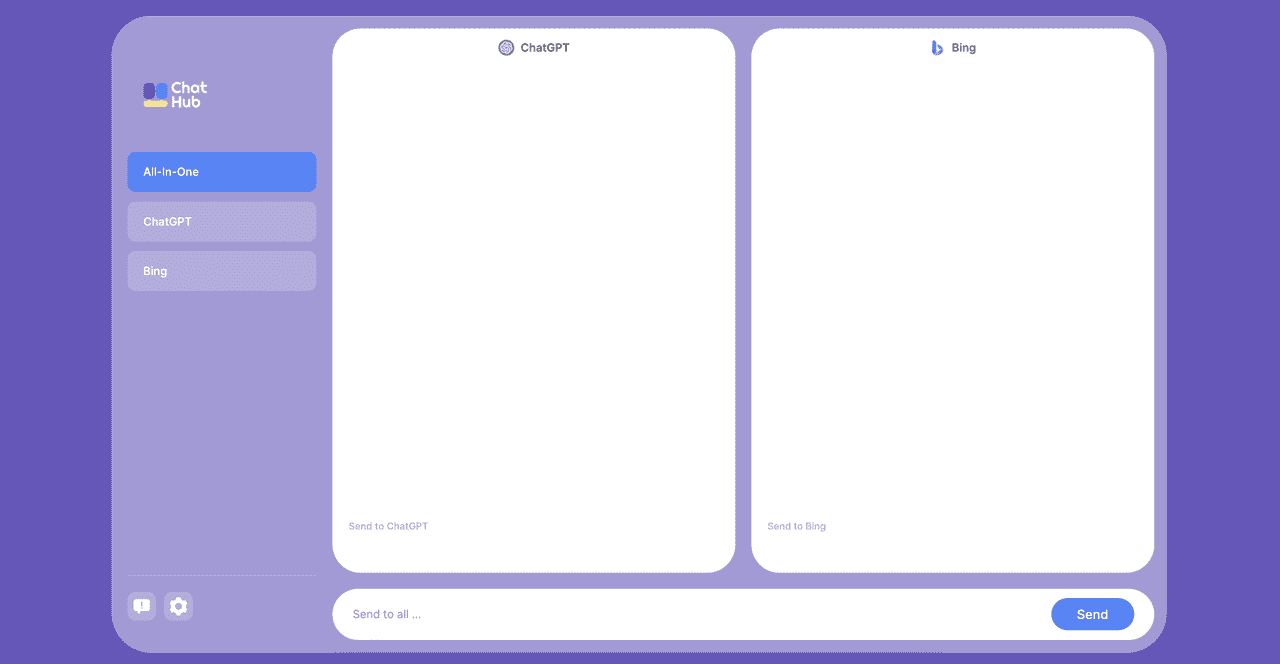 Chat
Hub
All-In-One
ChatGPT
Bing
ChatGPT
Send to ChatGPT
Bing
Send to Bing
Send to all ...
Send